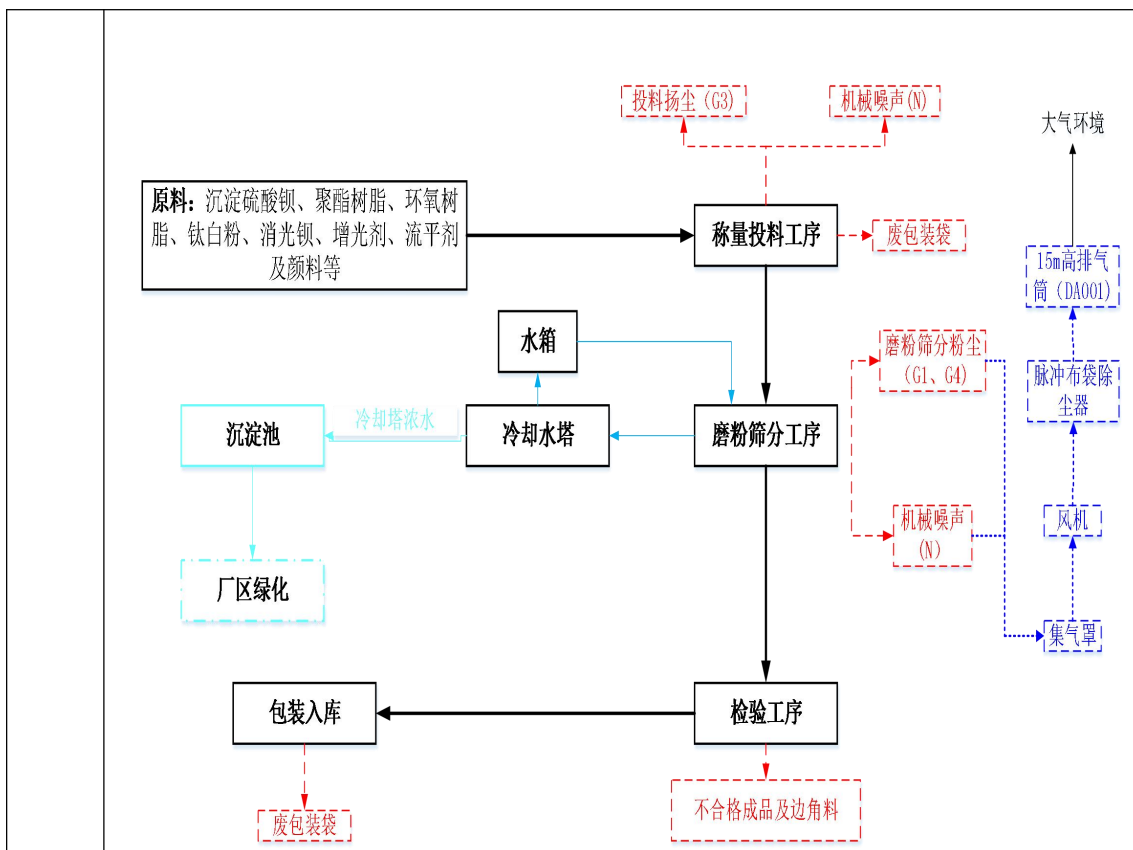 投料扬尘(G3)
机械噪声(N)
大气环境
原料：沉淀硫酸钡、聚酯树脂、环氧树
脂、钛白粉、消光钡、增光剂、流平剂
及颜料等
称量投料工序
废包装袋
15m高排气
筒（DA001)
水箱
磨粉筛分粉尘
（G1、G4）
脉冲布袋除
尘器
沉淀池
冷却塔浓水
冷却水塔
磨粉筛分工序
机械噪声
(N)
风机
厂区绿化
集气罩
包装入库
检验工序
废包装袋
不合格成品及边角料